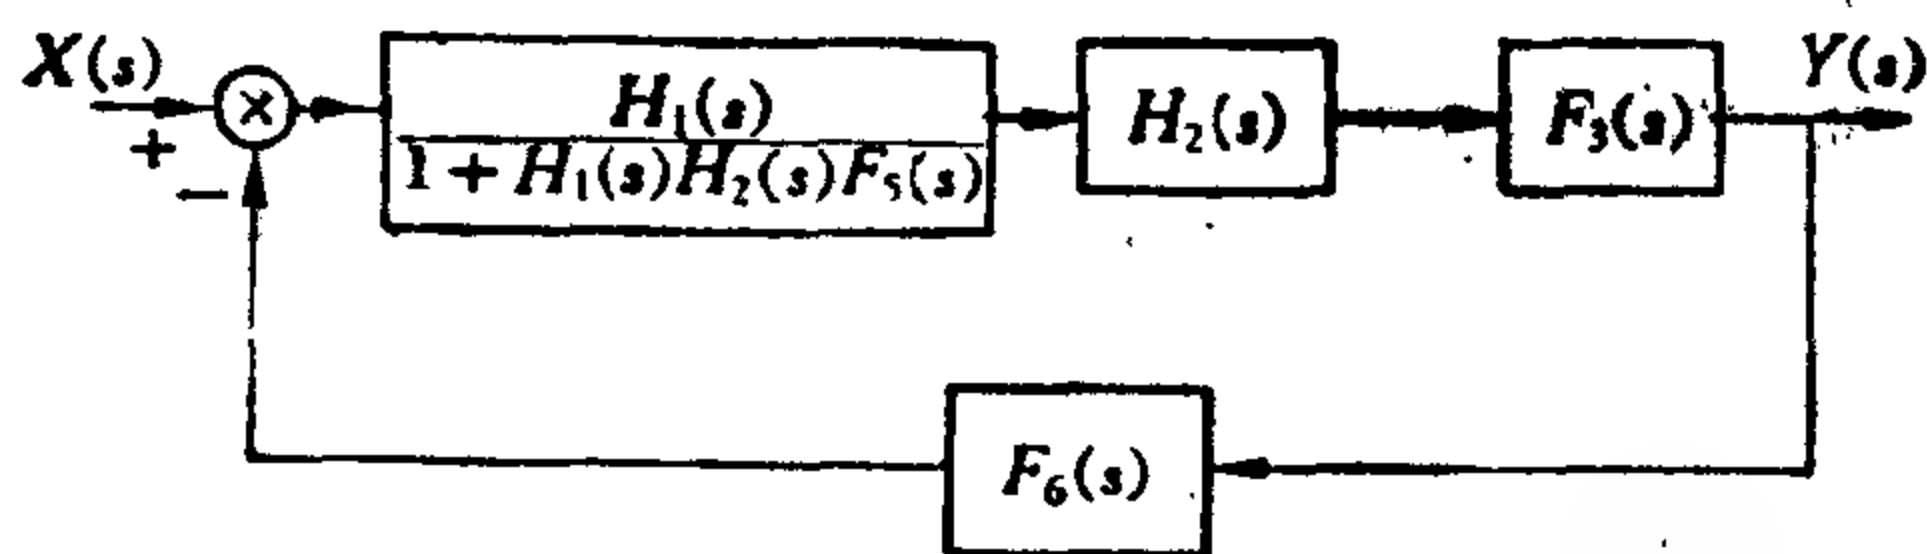 X(s)
+
−
H₁(s)
1 + H₁(s)H₂(s)F₅(s)
H₂(s)
F₃(s)
Y(s)
F₆(s)